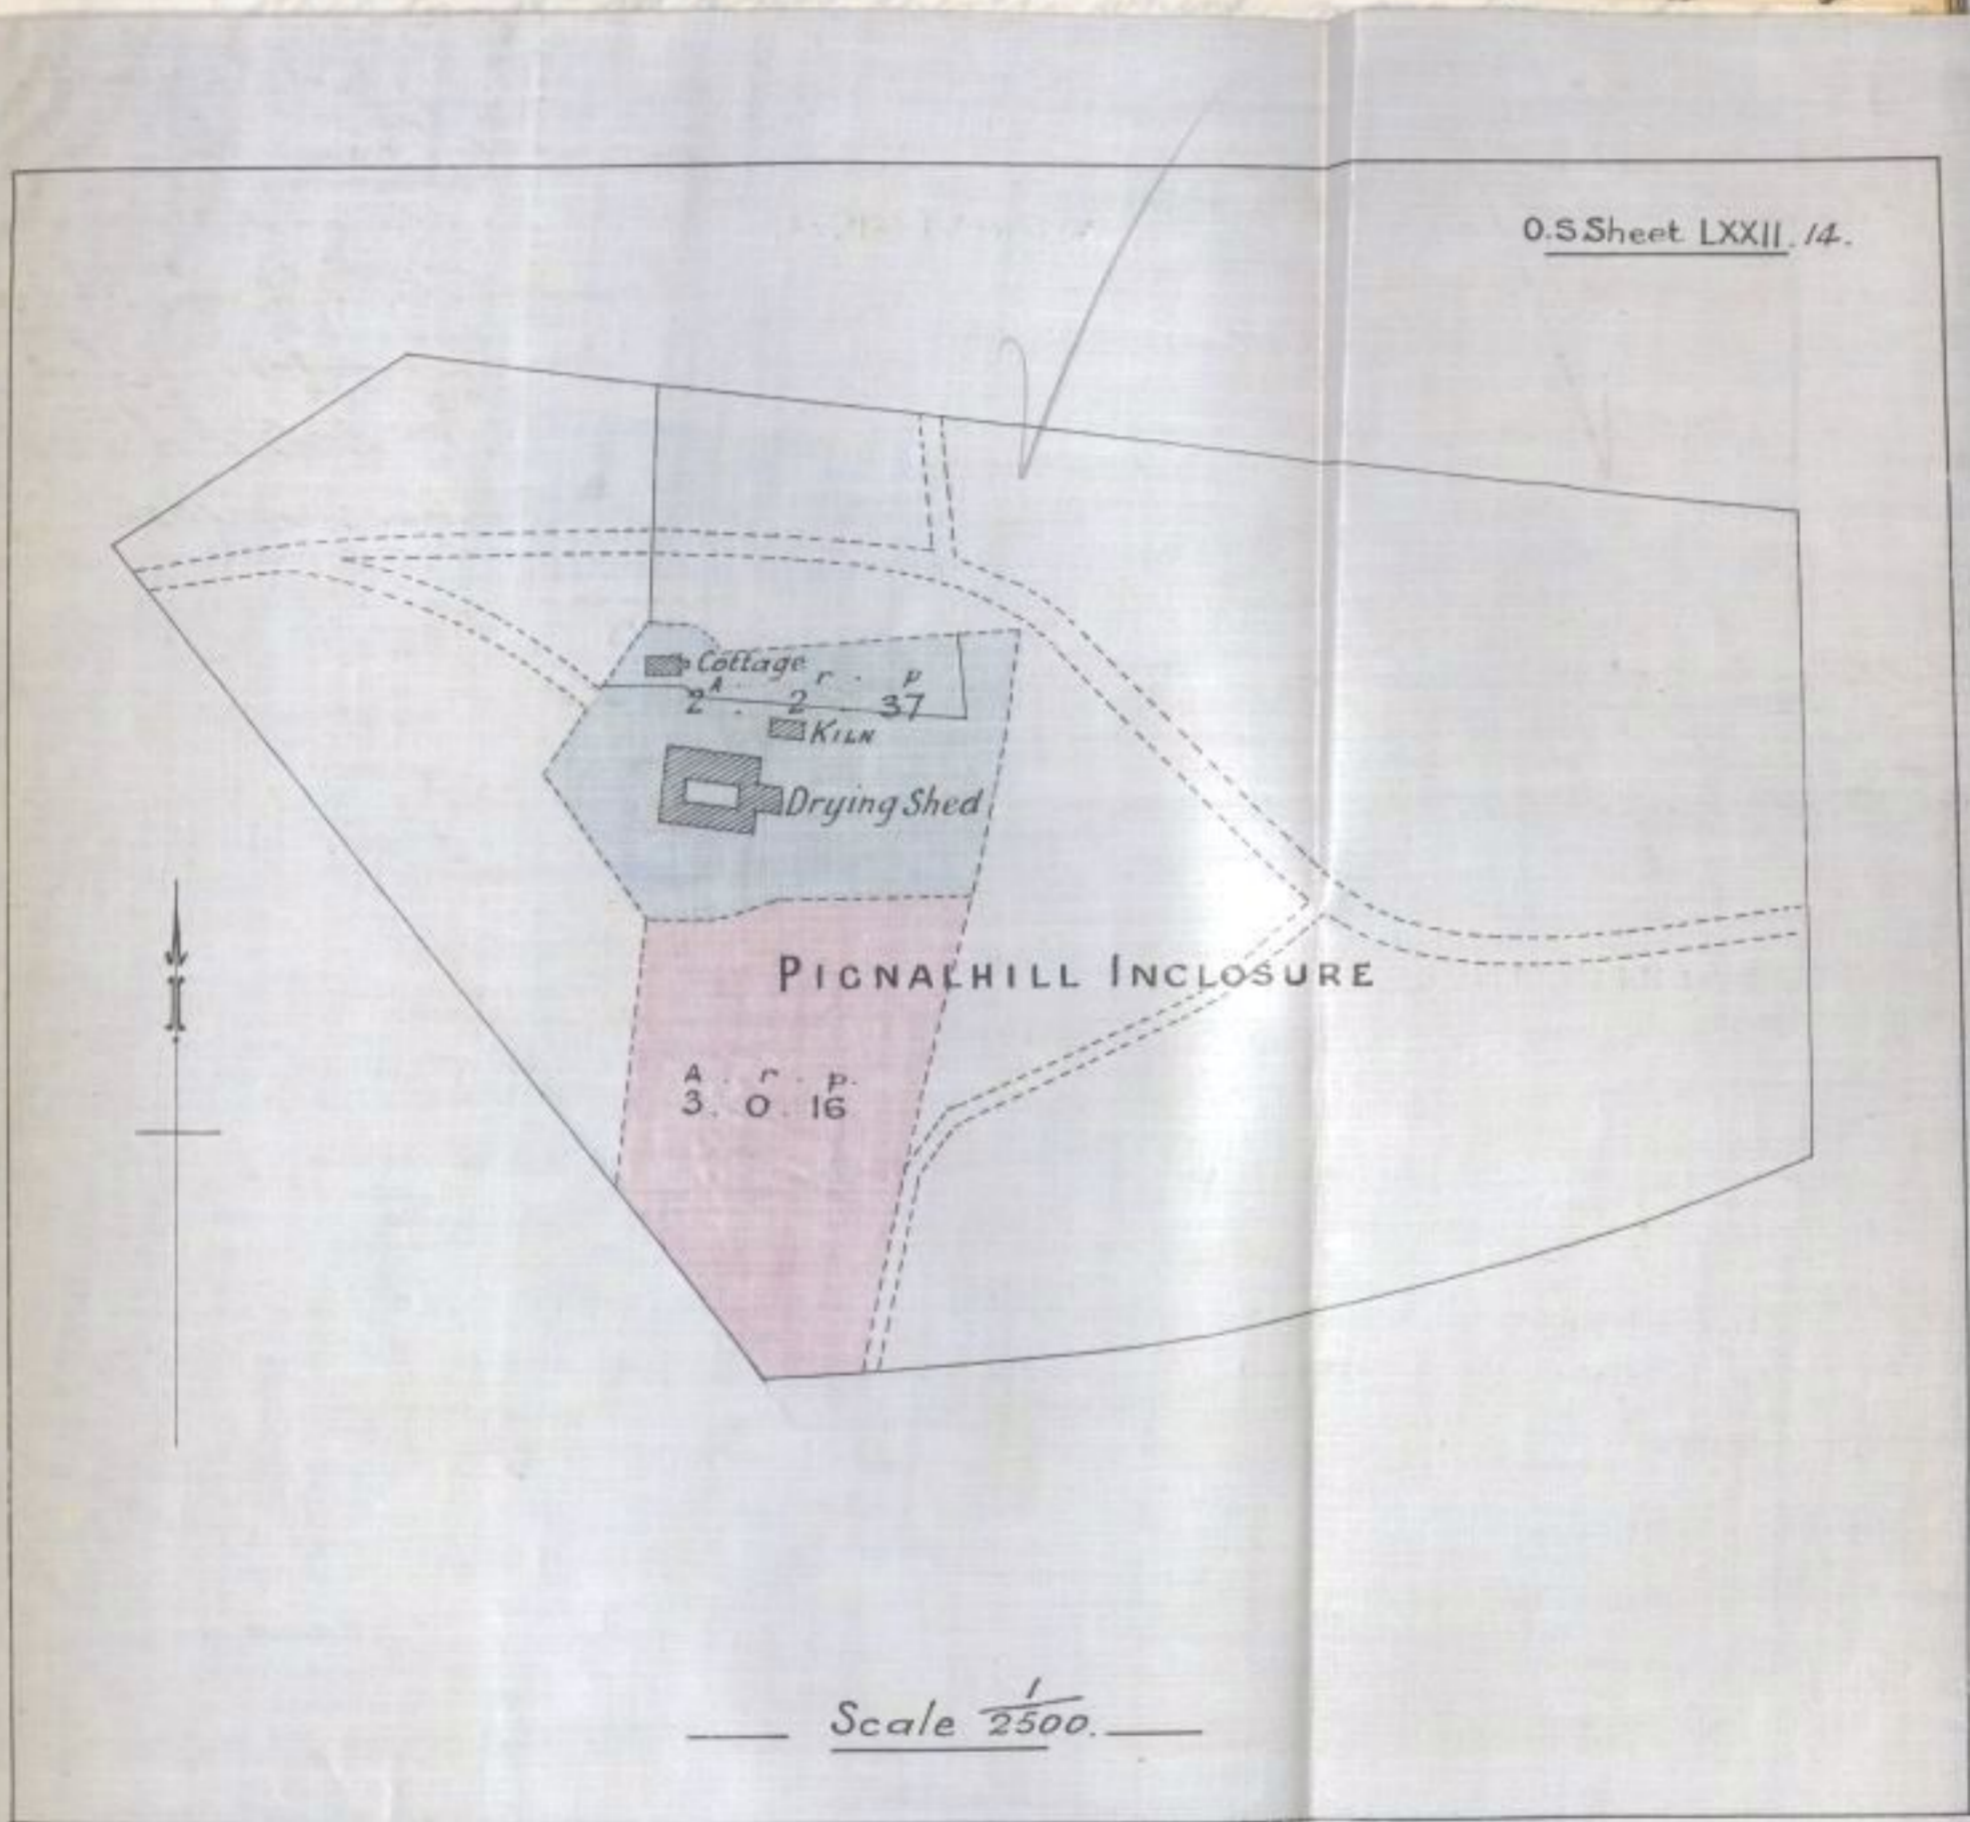 O.S Sheet LXXII. 14.
Cottage
A. r. p
2. 2. 37
KILN
Drying Shed
PIGNALHILL INCLOSURE
A. r. p.
3. 0. 16
Scale 1/2500.